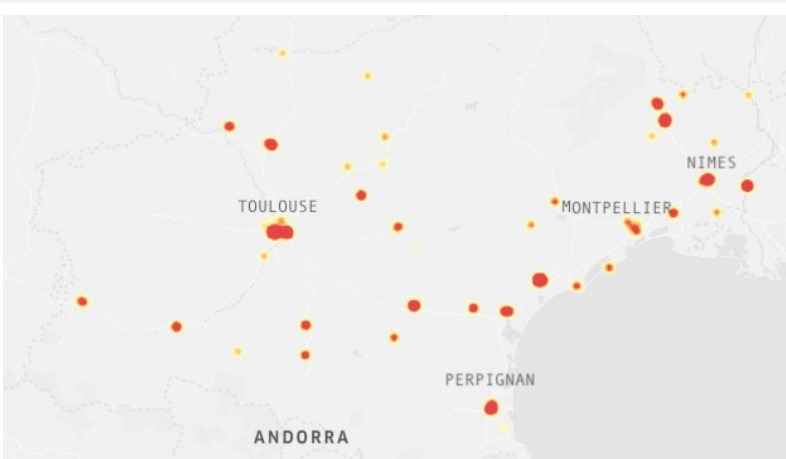 NIMES
TOULOUSE
MONTPELLIER
PERPIGNAN
ANDORRA